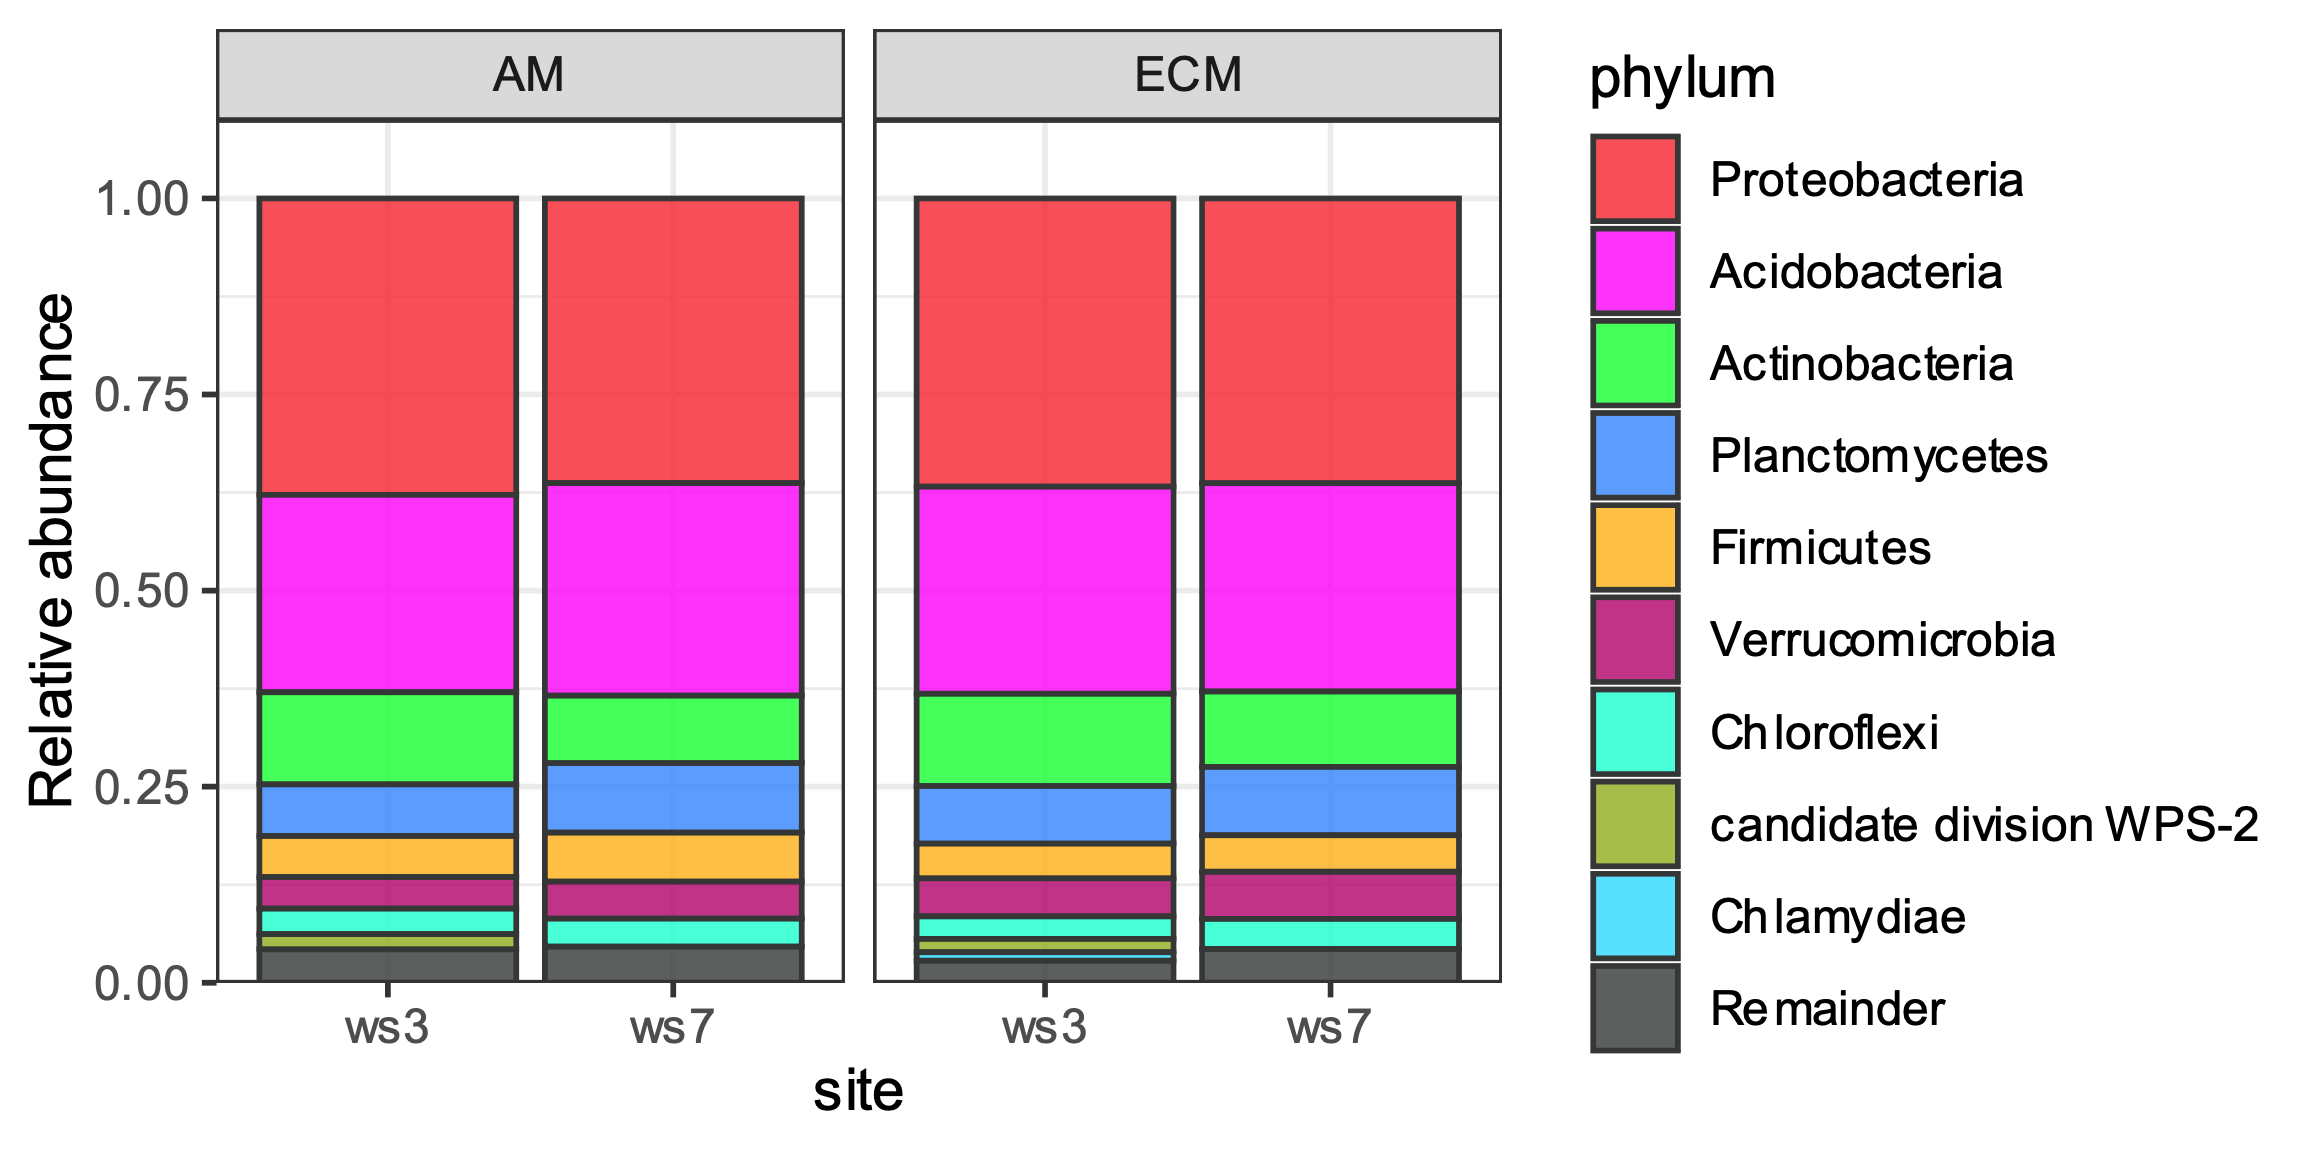 AM
ECM
phylum
Proteobacteria
Acidobacteria
Actinobacteria
Planctomycetes
Firmicutes
Verrucomicrobia
Chloroflexi
candidate division WPS-2
Chlamydiae
Remainder
Relative abundance
1.00
0.75
0.50
0.25
0.00
ws3
ws7
ws3
ws7
site